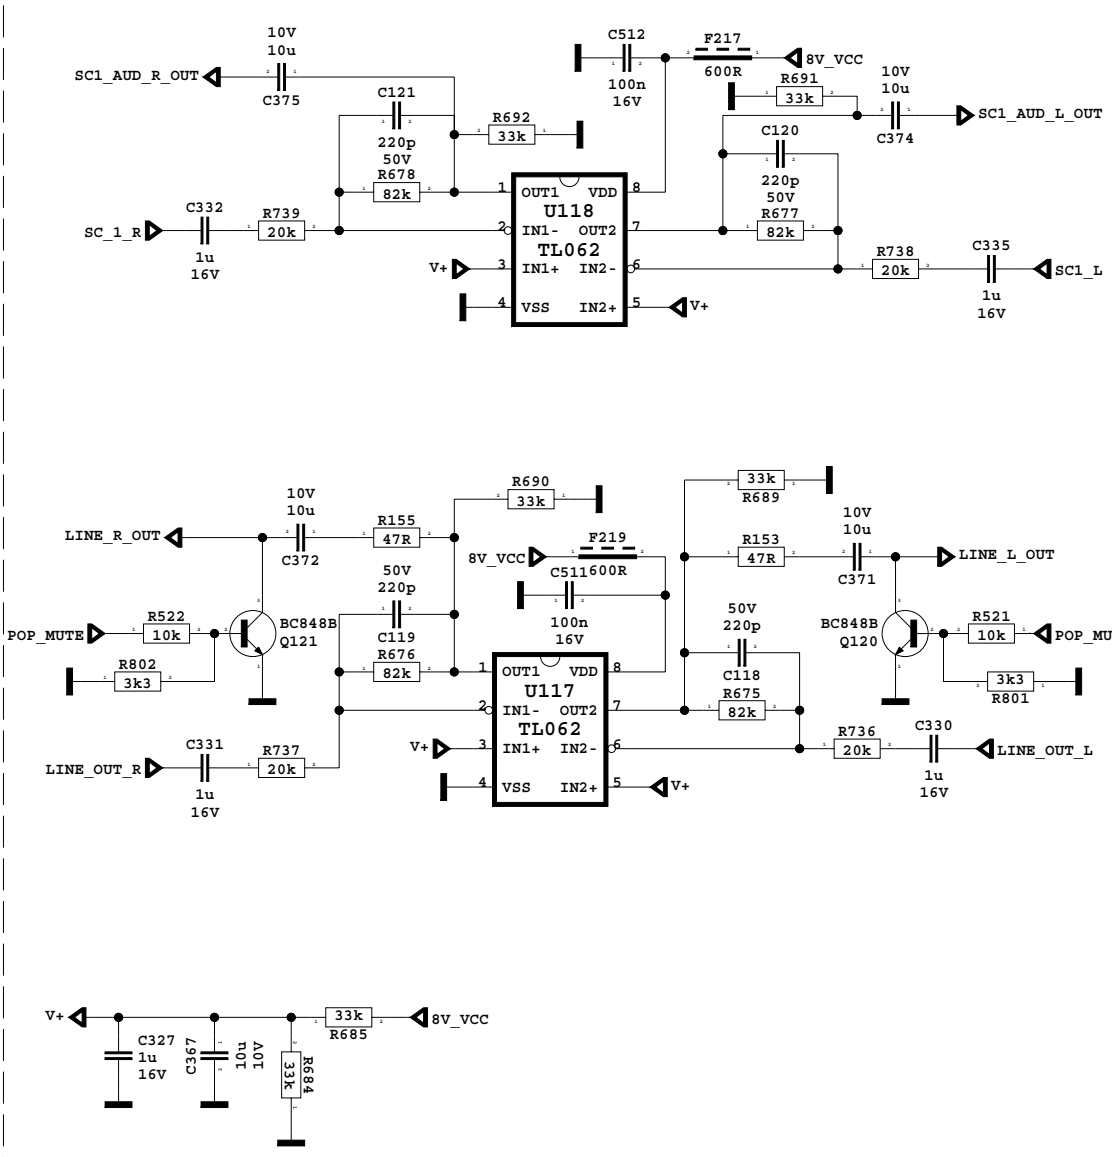 10V
10u
SC1_AUD_R_OUT
C375
C121
220p
50V
R678
82k
R692
33k
C332
1u
16V
SC_1_R
R739
20k
V+
C512
100n
16V
F217
600R
8V_VCC
R691
33k
10V
10u
C374
SC1_AUD_L_OUT
C120
220p
50V
R677
82k
1 OUT1 VDD 8
U118
2 IN1- OUT2 7
TL062
3 IN1+ IN2- 6
4 VSS IN2+ 5
V+
R738
20k
C335
1u
16V
SC1_L
R690
33k
10V
10u
LINE_R_OUT
C372
R155
47R
50V
220p
C119
R676
82k
R522
10k
POP_MUTE
BC848B
Q121
R802
3k3
LINE_OUT_R
C331
1u
16V
R737
20k
V+
8V_VCC
F219
600R
C511
100n
16V
33k
R689
R153
47R
10V
10u
C371
LINE_L_OUT
50V
220p
C118
R675
82k
BC848B
Q120
R521
10k
POP_MU
3k3
R801
1 OUT1 VDD 8
U117
2 IN1- OUT2 7
TL062
3 IN1+ IN2- 6
4 VSS IN2+ 5
V+
R736
20k
C330
1u
16V
LINE_OUT_L
V+
33k
R685
8V_VCC
C327
1u
16V
C367
10u
10V
R684
33k